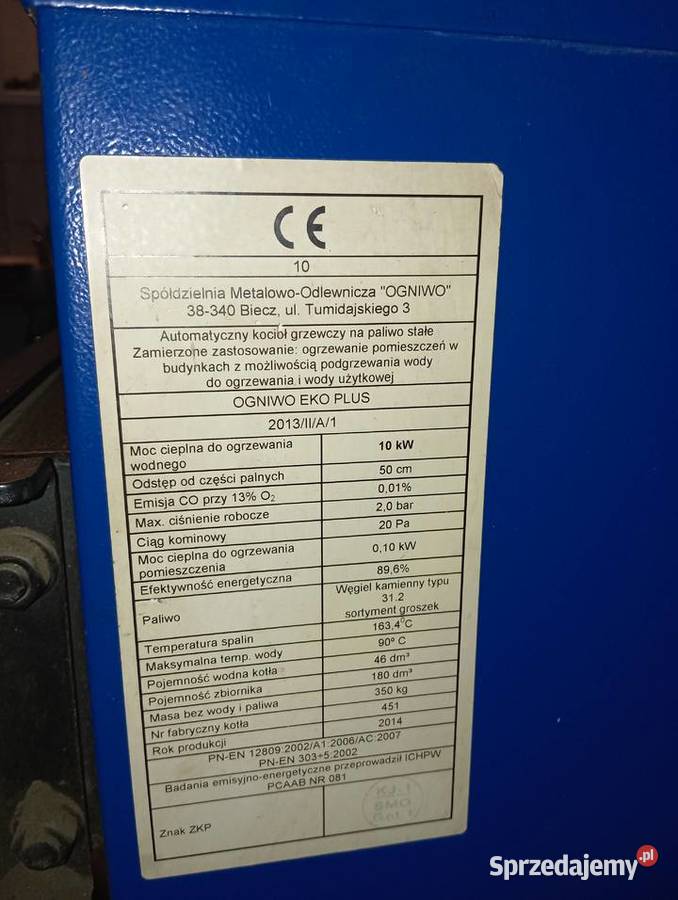 CE
10
Spółdzielnia Metalowo-Odlewnicza "OGNIWO"
38-340 Biecz, ul. Tumidajskiego 3
Automatyczny kocioł grzewczy na paliwo stałe
Zamierzone zastosowanie: ogrzewanie pomieszczeń w
budynkach z możliwością podgrzewania wody
do ogrzewania i wody użytkowej
OGNIWO EKO PLUS
2013/II/A/1
Moc cieplna do ogrzewania
wodnego
10 kW
Odstęp od części palnych
50 cm
Emisja CO przy 13% O₂
0,01%
Max. ciśnienie robocze
2,0 bar
Ciąg kominowy
20 Pa
Moc cieplna do ogrzewania
pomieszczenia
0,10 kW
Efektywność energetyczna
89,6%
Paliwo
Węgiel kamienny typu
31.2
sortyment groszek
Temperatura spalin
163,4°C
Maksymalna temp. wody
90° C
Pojemność wodna kotła
46 dm³
Pojemność zbiornika
180 dm³
Masa bez wody i paliwa
350 kg
Nr fabryczny kotła
451
Rok produkcji
2014
PN-EN 12809:2002/A1:2006/AC:2007
PN-EN 303+5:2002
Badania emisyjno-energetyczne przeprowadził ICHPW
PCAAB NR 081
Znak ZKP
KJ-1
SMO
Sprzedajemy.pl